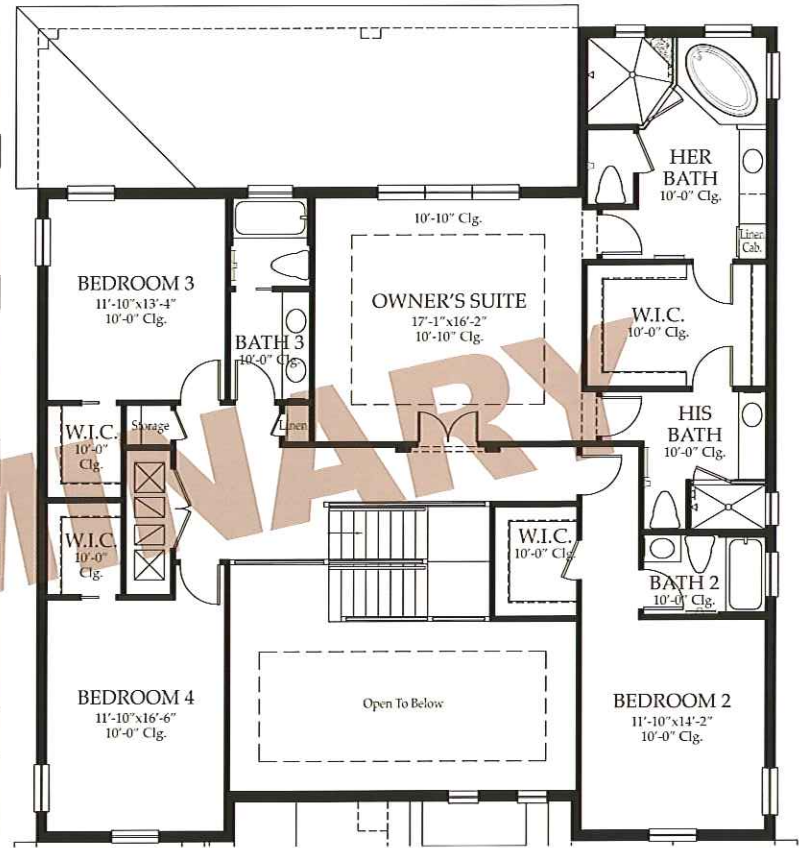 HER
BATH
10'-0" Clg.
Linen
Cab.
10'-10" Clg.
BEDROOM 3
11'-10"x13'-4"
10'-0" Clg.
OWNER'S SUITE
17'-1"x16'-2"
10'-10" Clg.
W.I.C.
10'-0" Clg.
BATH 3
10'-0" Clg.
HIS
BATH
10'-0" Clg.
W.I.C.
10'-0"
Clg.
Storage
Linen
MINARY
W.I.C.
10'-0"
Clg.
W.I.C.
10'-0" Clg.
BATH 2
10'-0" Clg.
BEDROOM 4
11'-10"x16'-6"
10'-0" Clg.
Open To Below
BEDROOM 2
11'-10"x14'-2"
10'-0" Clg.